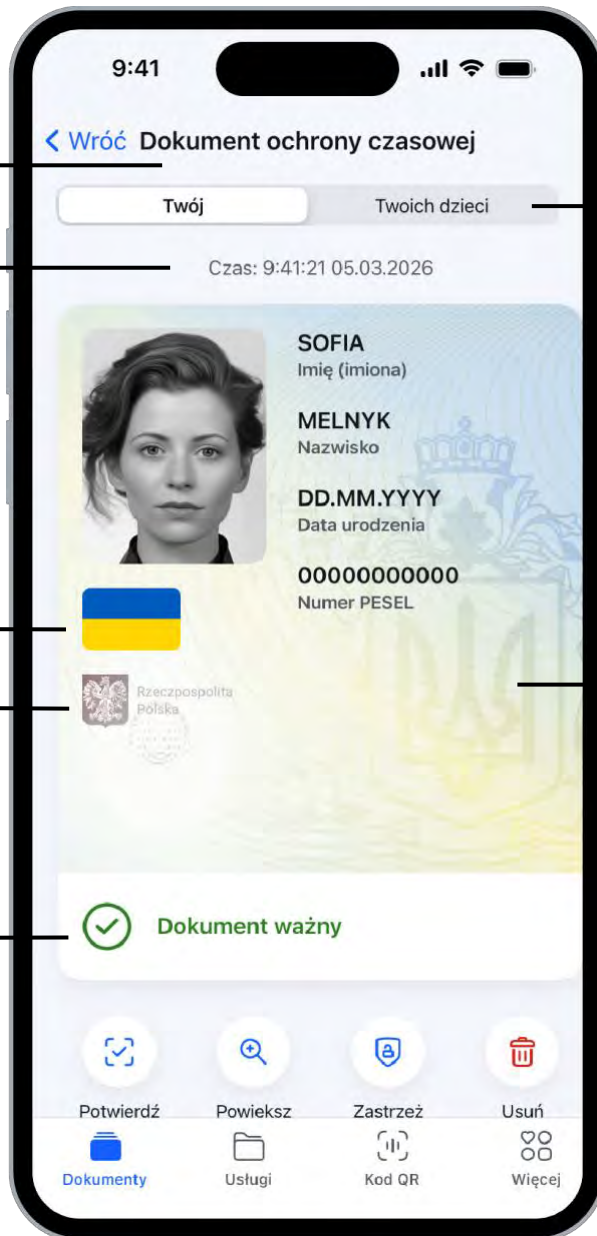 9:41
Wróć Dokument ochrony czasowej
Twój Twoich dzieci
Czas: 9:41:21 05.03.2026
SOFIA
Imię (imiona)
MELNYK
Nazwisko
DD.MM.YYYY
Data urodzenia
00000000000
Numer PESEL
Rzeczpospolita
Polska
Dokument ważny
Potwierdź Powieksz Zastrzeż Usuń
Dokumenty Usługi Kod QR Więcej